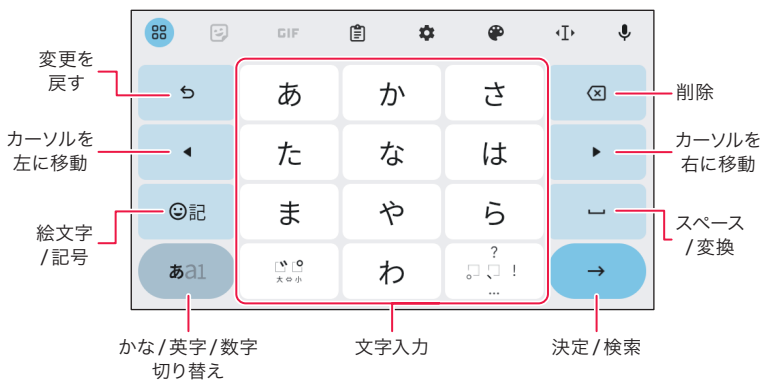 GIF
変更を
戻す
あ
か
さ
削除
カーソルを
左に移動
た
な
は
カーソルを
右に移動
絵文字
/記号
記
ま
や
ら
スペース
/変換
あa1
大⇔小
わ
。、?!…
かな/英字/数字
切り替え
文字入力
決定/検索